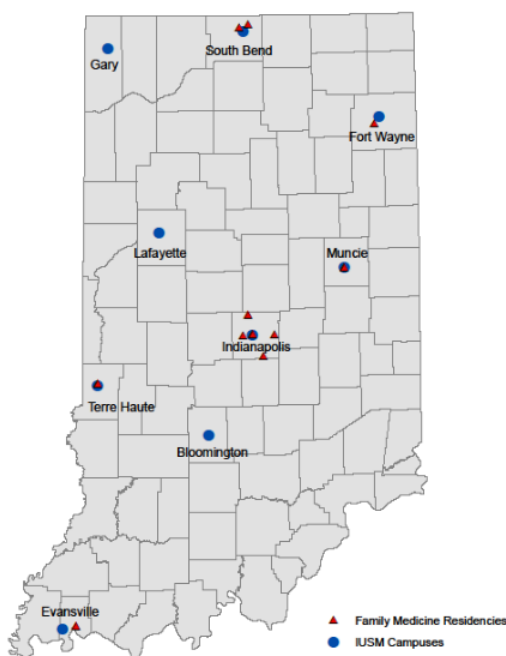 South Bend
Gary
Fort Wayne
Lafayette
Muncie
Indianapolis
Terre Haute
Bloomington
Evansville
Family Medicine Residencies
IUSM Campuses